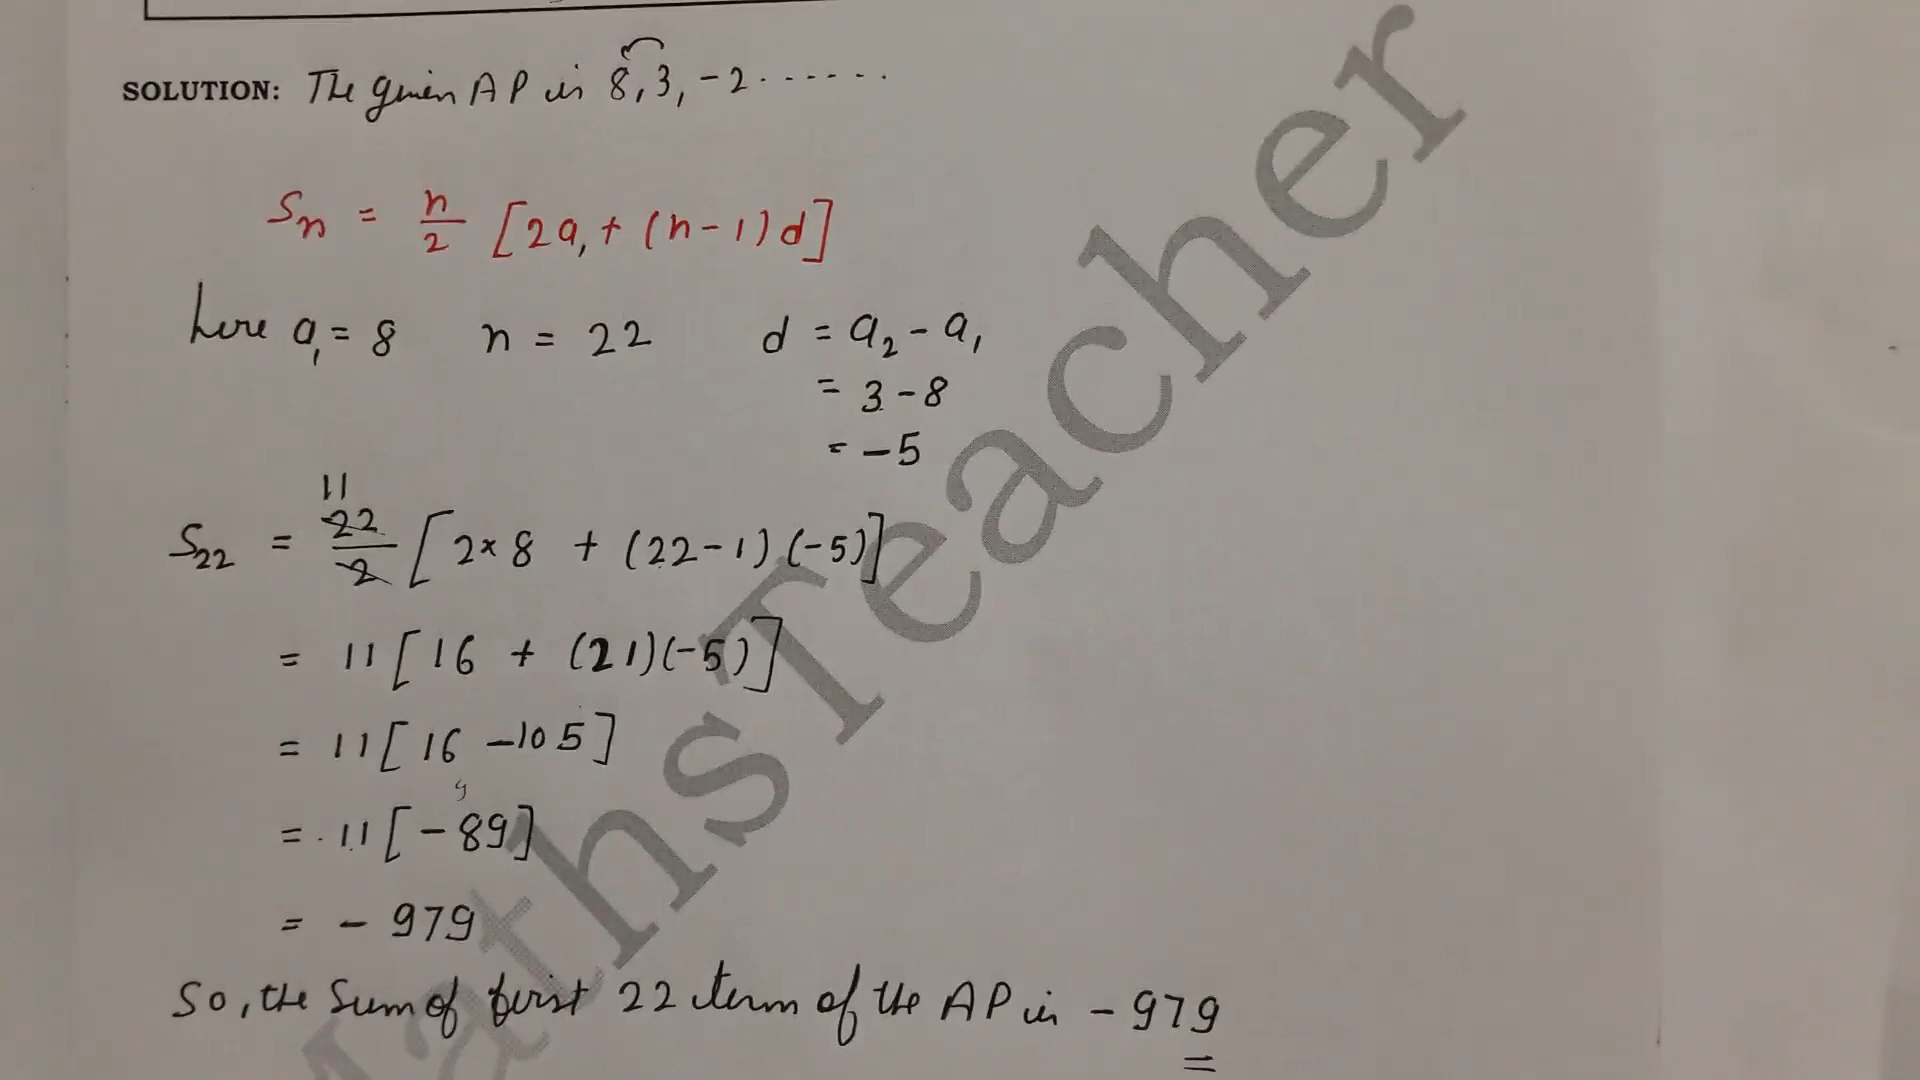 SOLUTION: The given AP is 8, 3, -2.......
Sn = n/2 [2a₁ + (n-1)d]
here a₁ = 8 n = 22 d = a₂ - a₁
= 3 - 8
= -5
11
S₂₂ = 22/2 [2×8 + (22-1)(-5)]
= 11[16 + (21)(-5)]
= 11[16 -105]
= 11[-89]
= - 979
So, the Sum of first 22 term of the AP is - 979
MathsTeacher